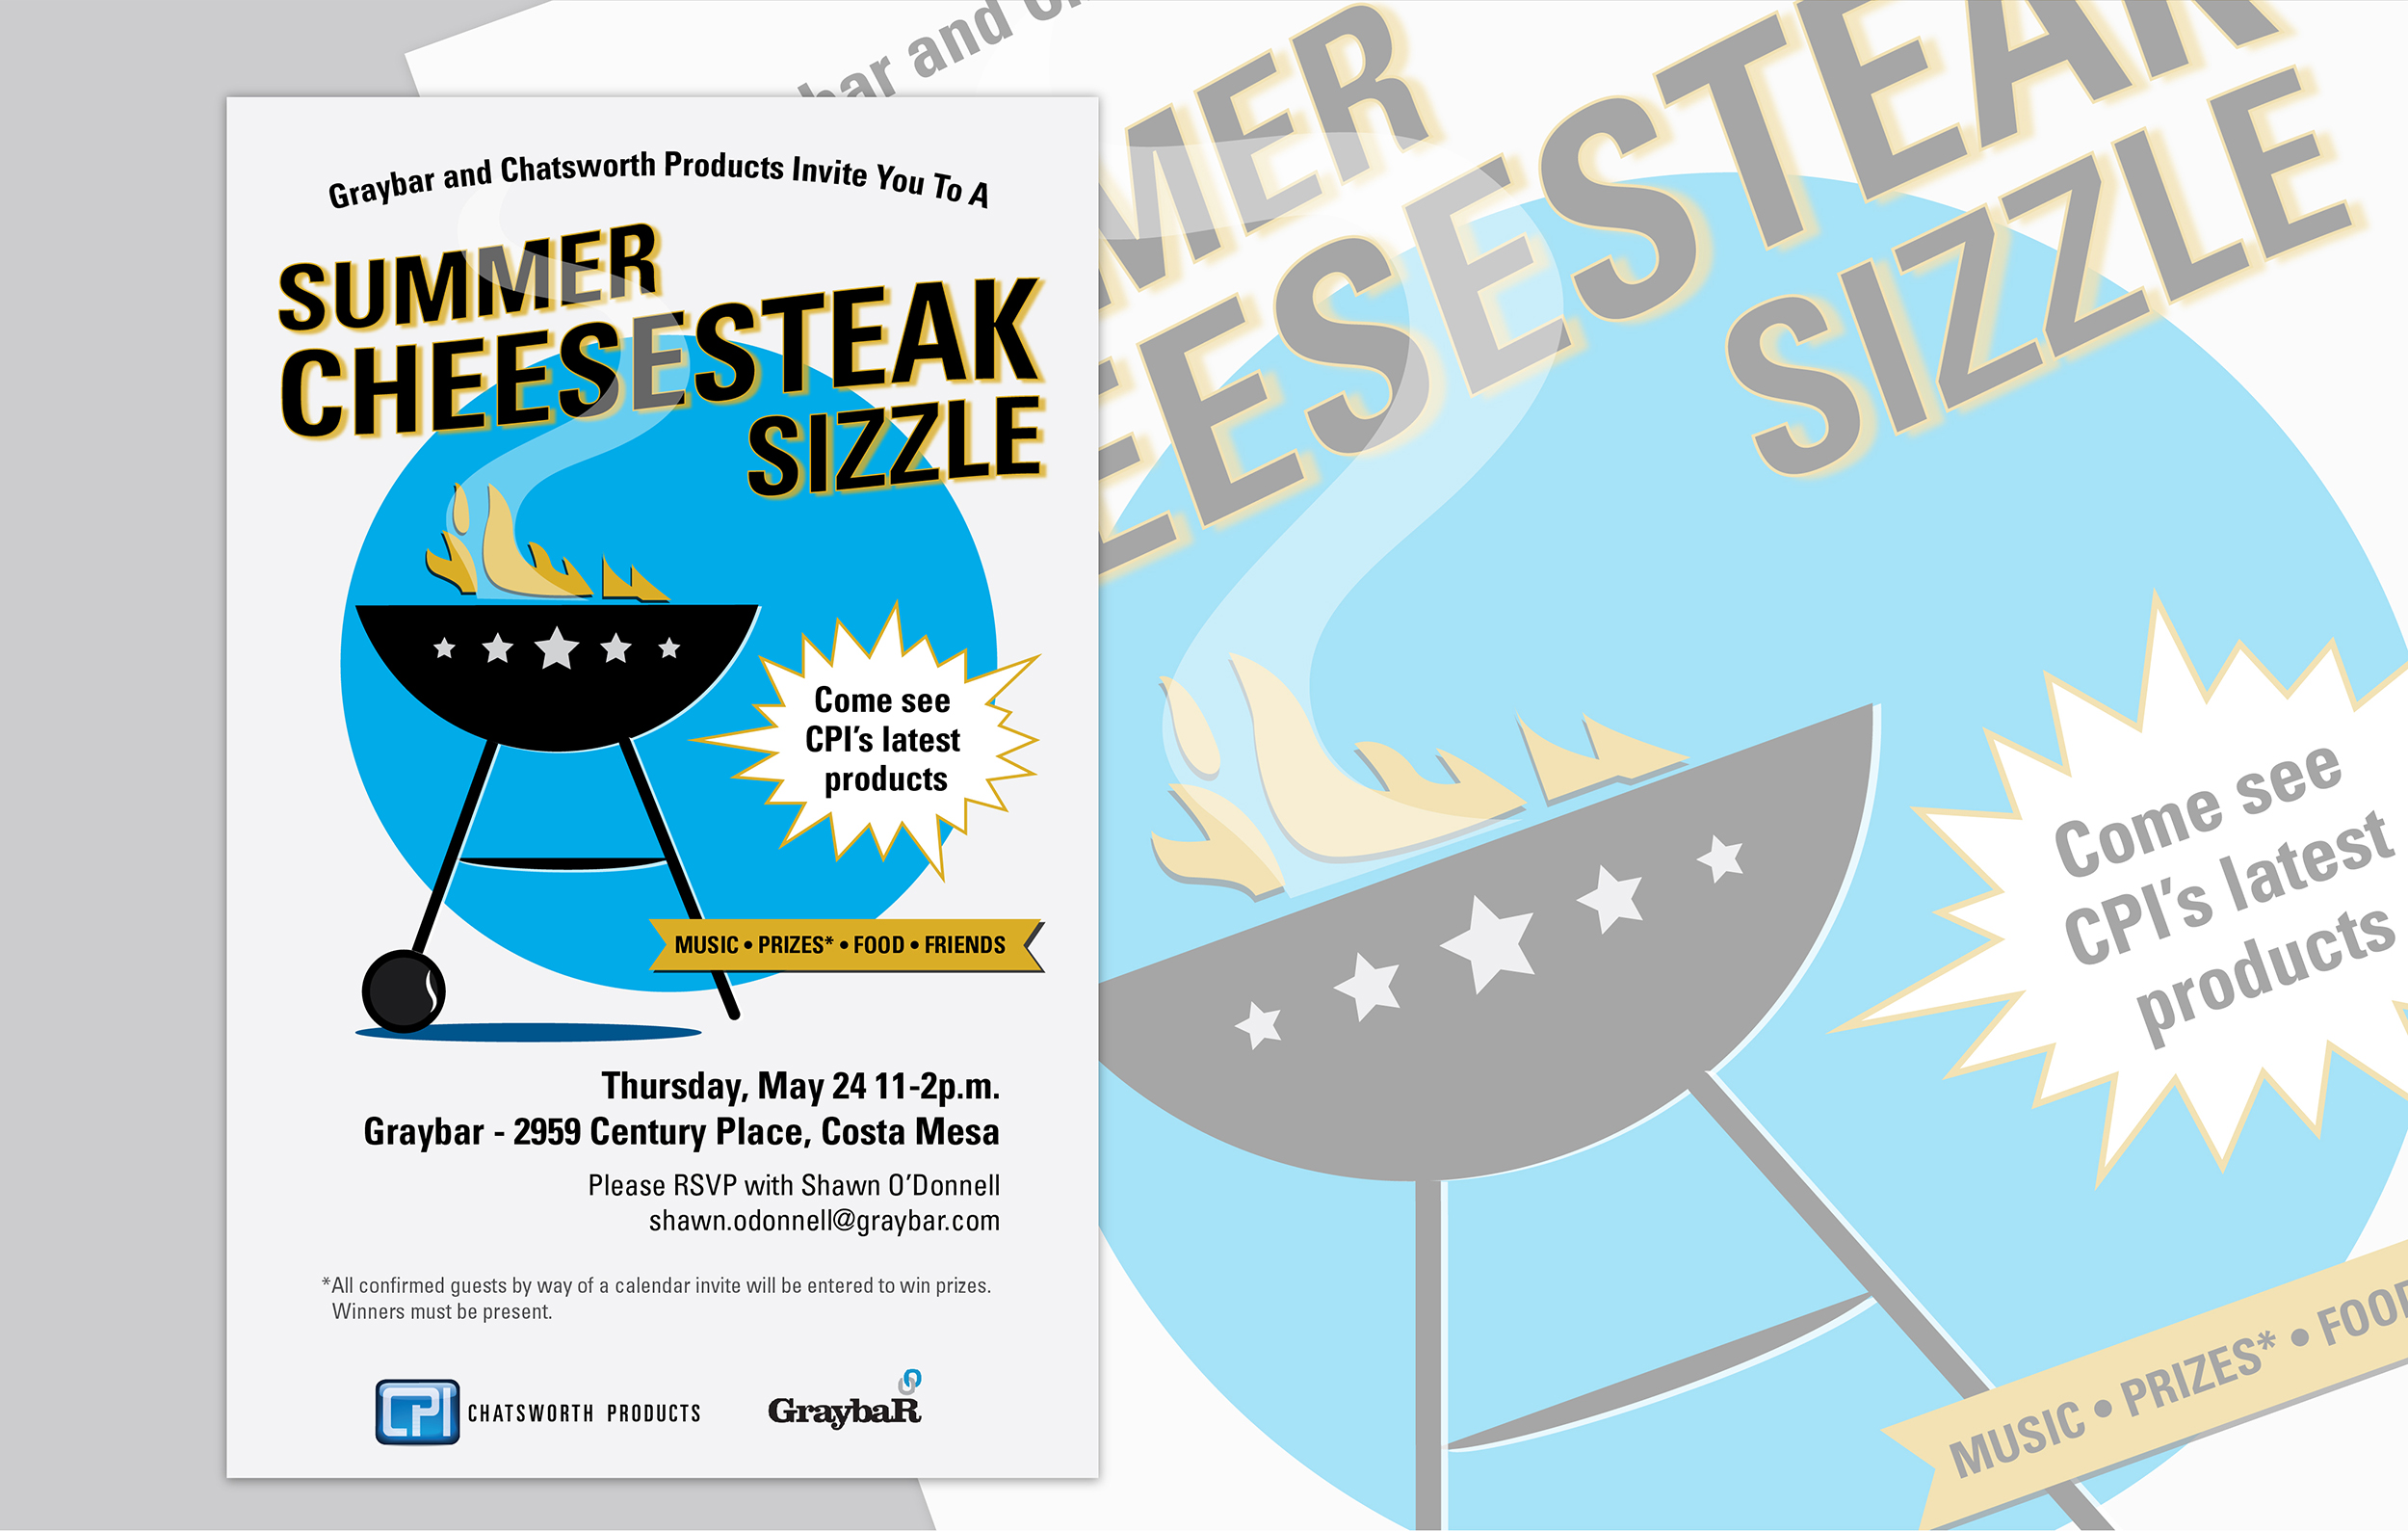 Graybar and Chatsworth Products Invite You To A
SUMMER
CHEESESTEAK
SIZZLE
Come see
CPI's latest
products
MUSIC • PRIZES* • FOOD • FRIENDS
Thursday, May 24 11-2p.m.
Graybar - 2959 Century Place, Costa Mesa
Please RSVP with Shawn O'Donnell
shawn.odonnell@graybar.com
*All confirmed guests by way of a calendar invite will be entered to win prizes.
Winners must be present.
CPI CHATSWORTH PRODUCTS
GraybaR
bar and
MER
EESESTEAK
SIZZLE
Come see
CPI's latest
products
MUSIC • PRIZES* • FOOD